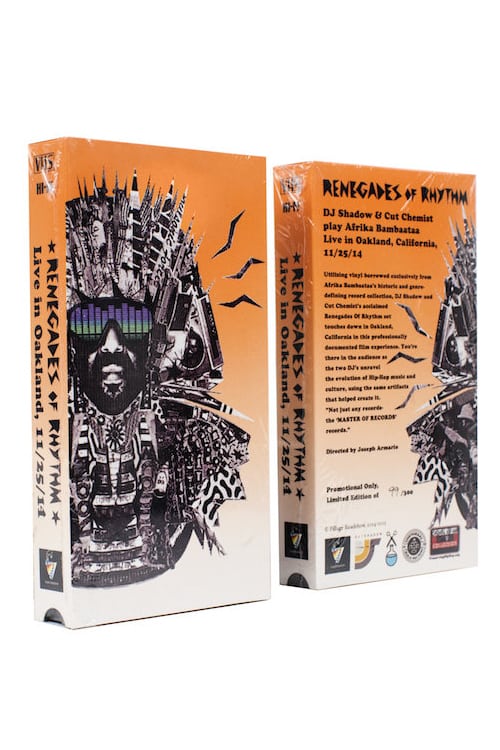 VHS
HI-FI
★ RENEGADES OF RHYTHM ★
Live in Oakland, 11/25/14
VHS
HI-FI
★ RENEGADES OF RHYTHM ★
Live in Oakland, 11/25/14
RENEGADES OF RHYTHM
DJ Shadow & Cut Chemist
play Afrika Bambaataa
Live in Oakland, California,
11/25/14
Utilizing vinyl borrowed exclusively from
Afrika Bambaataa's historic and genre-
defining record collection, DJ Shadow and
Cut Chemist's acclaimed
Renegades Of Rhythm set
touches down in Oakland,
California in this professionally
documented film experience. You're
there in the audience as
the two DJ's unravel
the evolution of Hip-Hop music and
culture, using the same artifacts
that helped create it.
"Not just any records-
the 'MASTER OF RECORDS'
records."
Directed by Joseph Armario
Promotional Only,
Limited Edition of 99/300